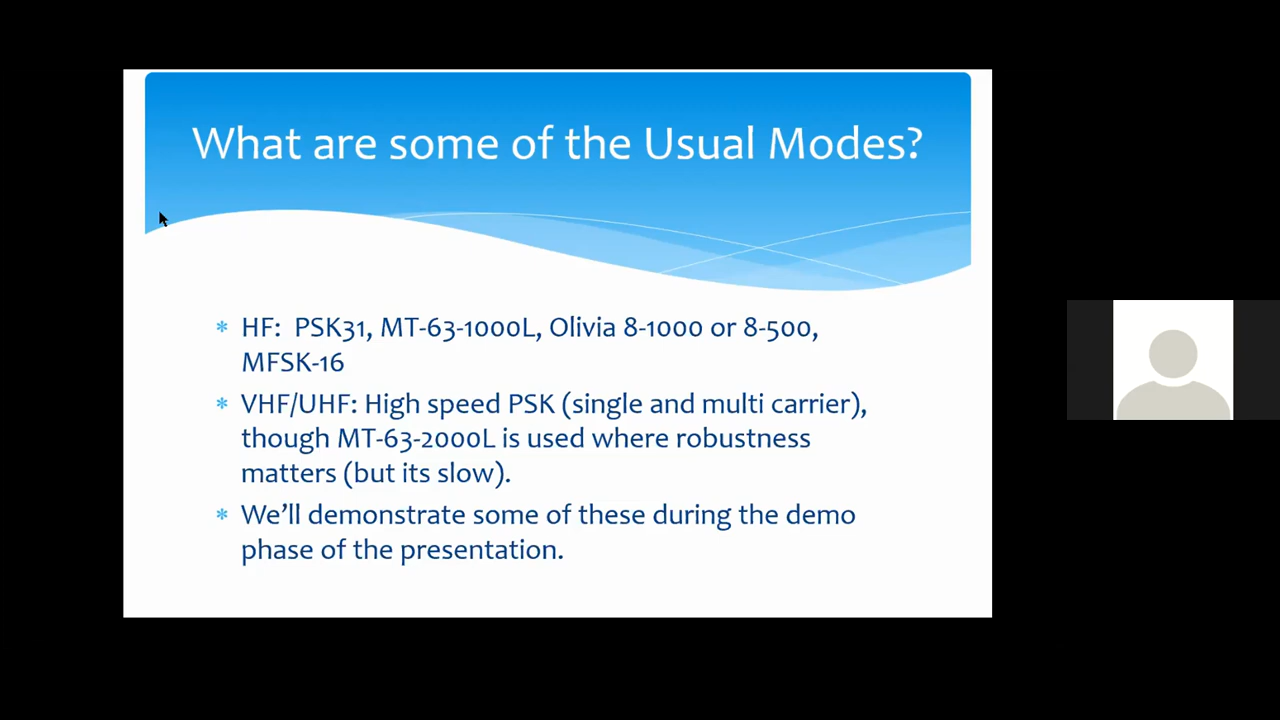 What are some of the Usual Modes?
* HF:  PSK31, MT-63-1000L, Olivia 8-1000 or 8-500,
MFSK-16
* VHF/UHF: High speed PSK (single and multi carrier),
though MT-63-2000L is used where robustness
matters (but its slow).
* We’ll demonstrate some of these during the demo
phase of the presentation.